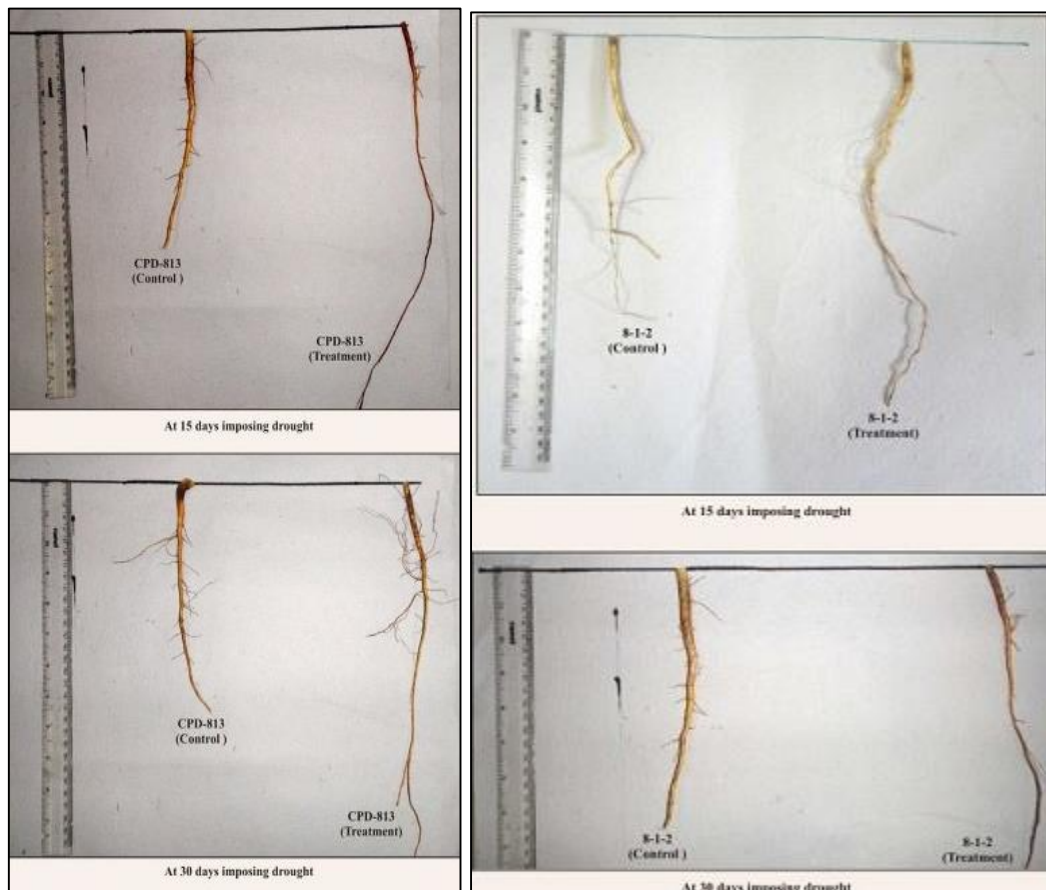 CPD-813
(Control )
CPD-813
(Treatment)
At 15 days imposing drought
8-1-2
(Control )
8-1-2
(Treatment)
At 15 days imposing drought
CPD-813
(Control )
CPD-813
(Treatment)
At 30 days imposing drought
8-1-2
(Control )
8-1-2
(Treatment)
At 30 days imposing drought